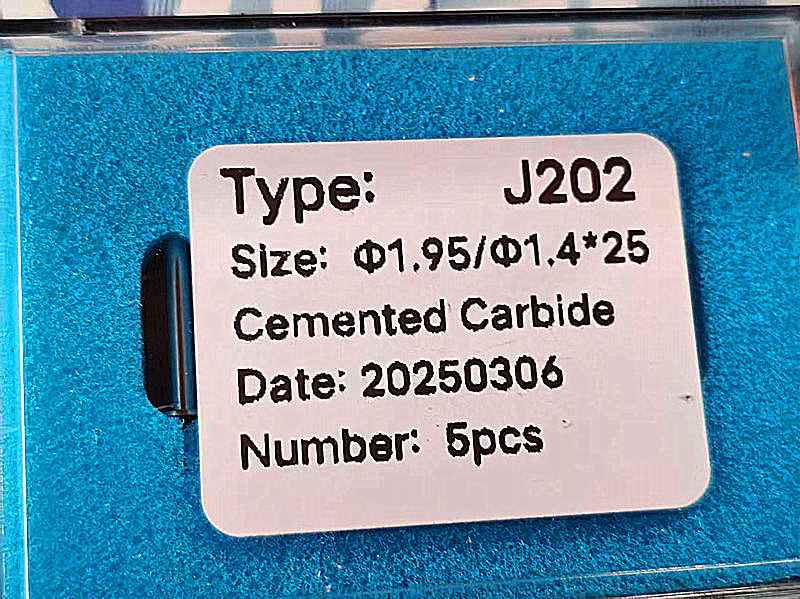 Type: J202
Size: Φ1.95/Φ1.4*25
Cemented Carbide
Date: 20250306
Number: 5pcs